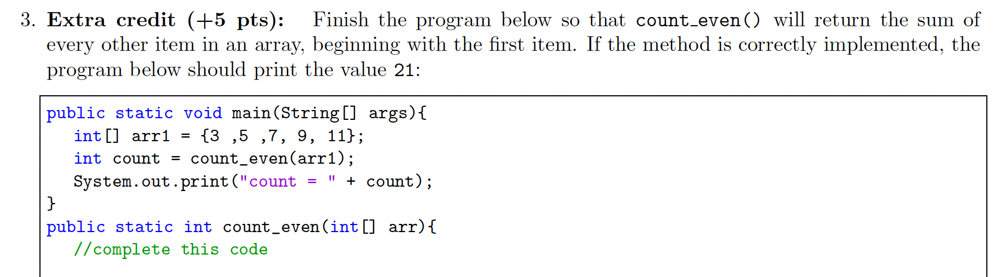 3. Extra credit (+5 pts): Finish the program below so that count_even() will return the sum of
every other item in an array, beginning with the first item. If the method is correctly implemented, the
program below should print the value 21:
public static void main(String[] args){
int[] arr1 = {3 ,5 ,7, 9, 11};
int count = count_even(arr1);
System.out.print("count = " + count);
}
public static int count_even(int[] arr){
//complete this code